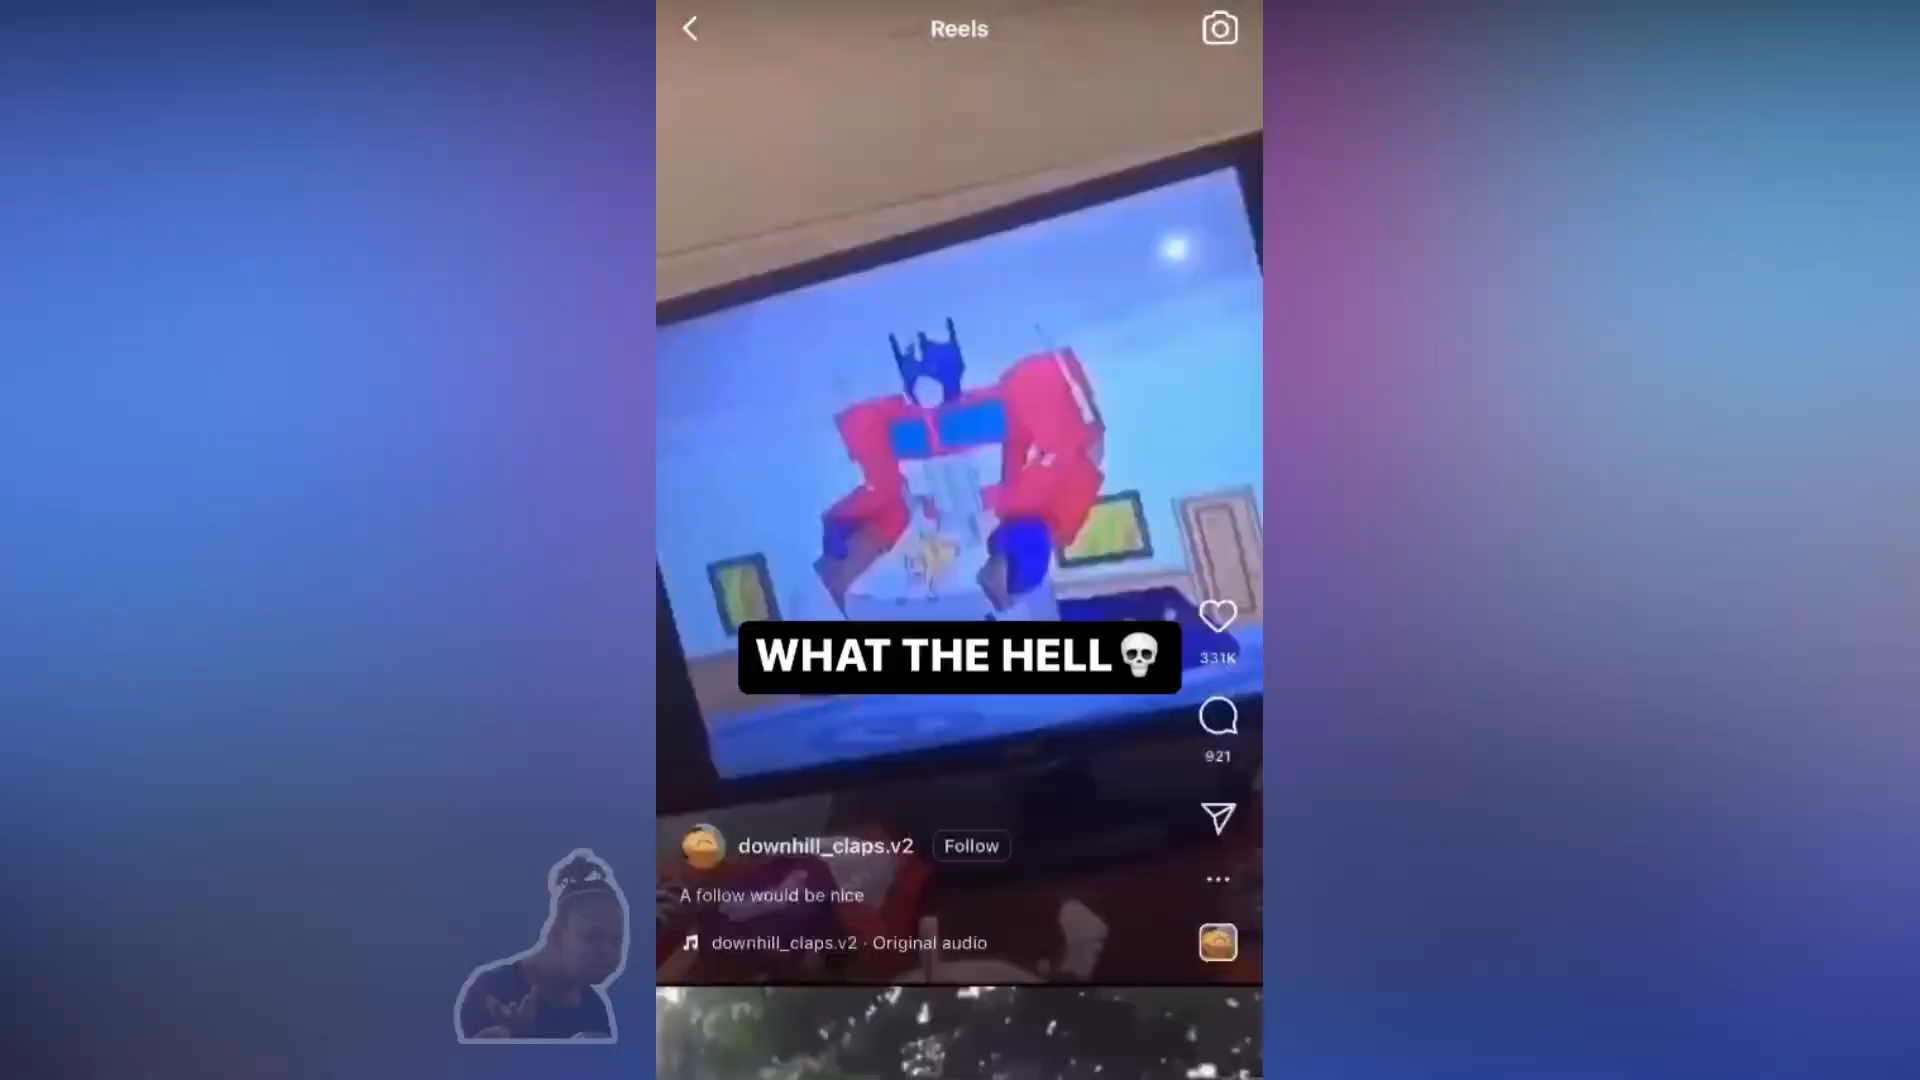 Reels
WHAT THE HELL💀
331K
921
downhill_claps.v2 Follow
A follow would be nice
downhill_claps.v2 · Original audio